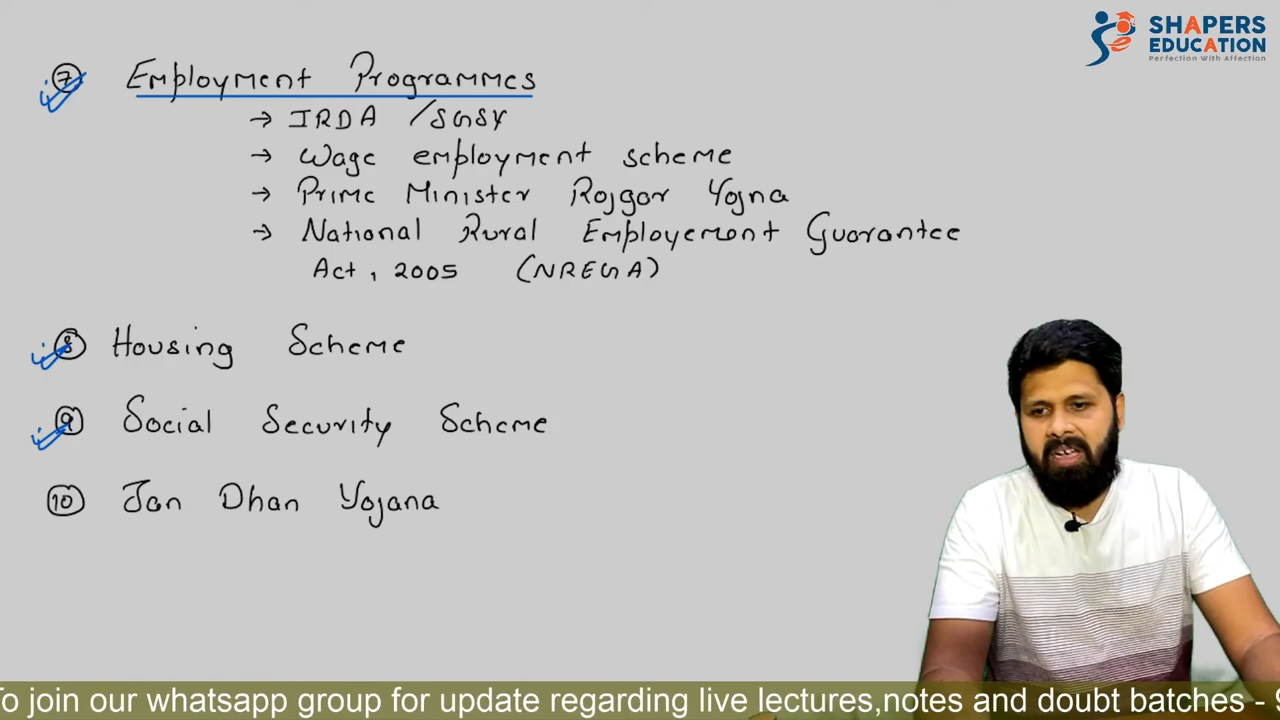 SHAPERS
EDUCATION
Perfection With Affection
7 Employment Programmes
→ IRDA / SGSY
→ Wage employment scheme
→ Prime Minister Rojgar Yojna
→ National Rural Employement Guarantee
Act, 2005 (NREGA)
8 Housing Scheme
9 Social Security Scheme
10 Jan Dhan Yojana
To join our whatsapp group for update regarding live lectures,notes and doubt batches - 9